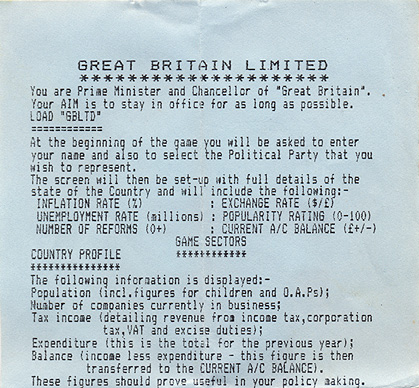 GREAT BRITAIN LIMITED
*********************
You are Prime Minister and Chancellor of "Great Britain".
Your AIM is to stay in office for as long as possible.
LOAD "GBLTD"
============
At the beginning of the game you will be asked to enter
your name and also to select the Political Party that you
wish to represent.
The screen will then be set-up with full details of the
state of the Country and will include the following:-
INFLATION RATE (%) : EXCHANGE RATE ($/£)
UNEMPLOYMENT RATE (millions) : POPULARITY RATING (0-100)
NUMBER OF REFORMS (0+) : CURRENT A/C BALANCE (£+/-)
GAME SECTORS
************
COUNTRY PROFILE
***************
The following information is displayed:-
Population (incl.figures for children and O.A.Ps);
Number of companies currently in business;
Tax income (detailing revenue from income tax,corporation
tax,VAT and excise duties);
Expenditure (this is the total for the previous year);
Balance (income less expenditure - this figure is then
transferred to the CURRENT A/C BALANCE).
These figures should prove useful in your policy making.